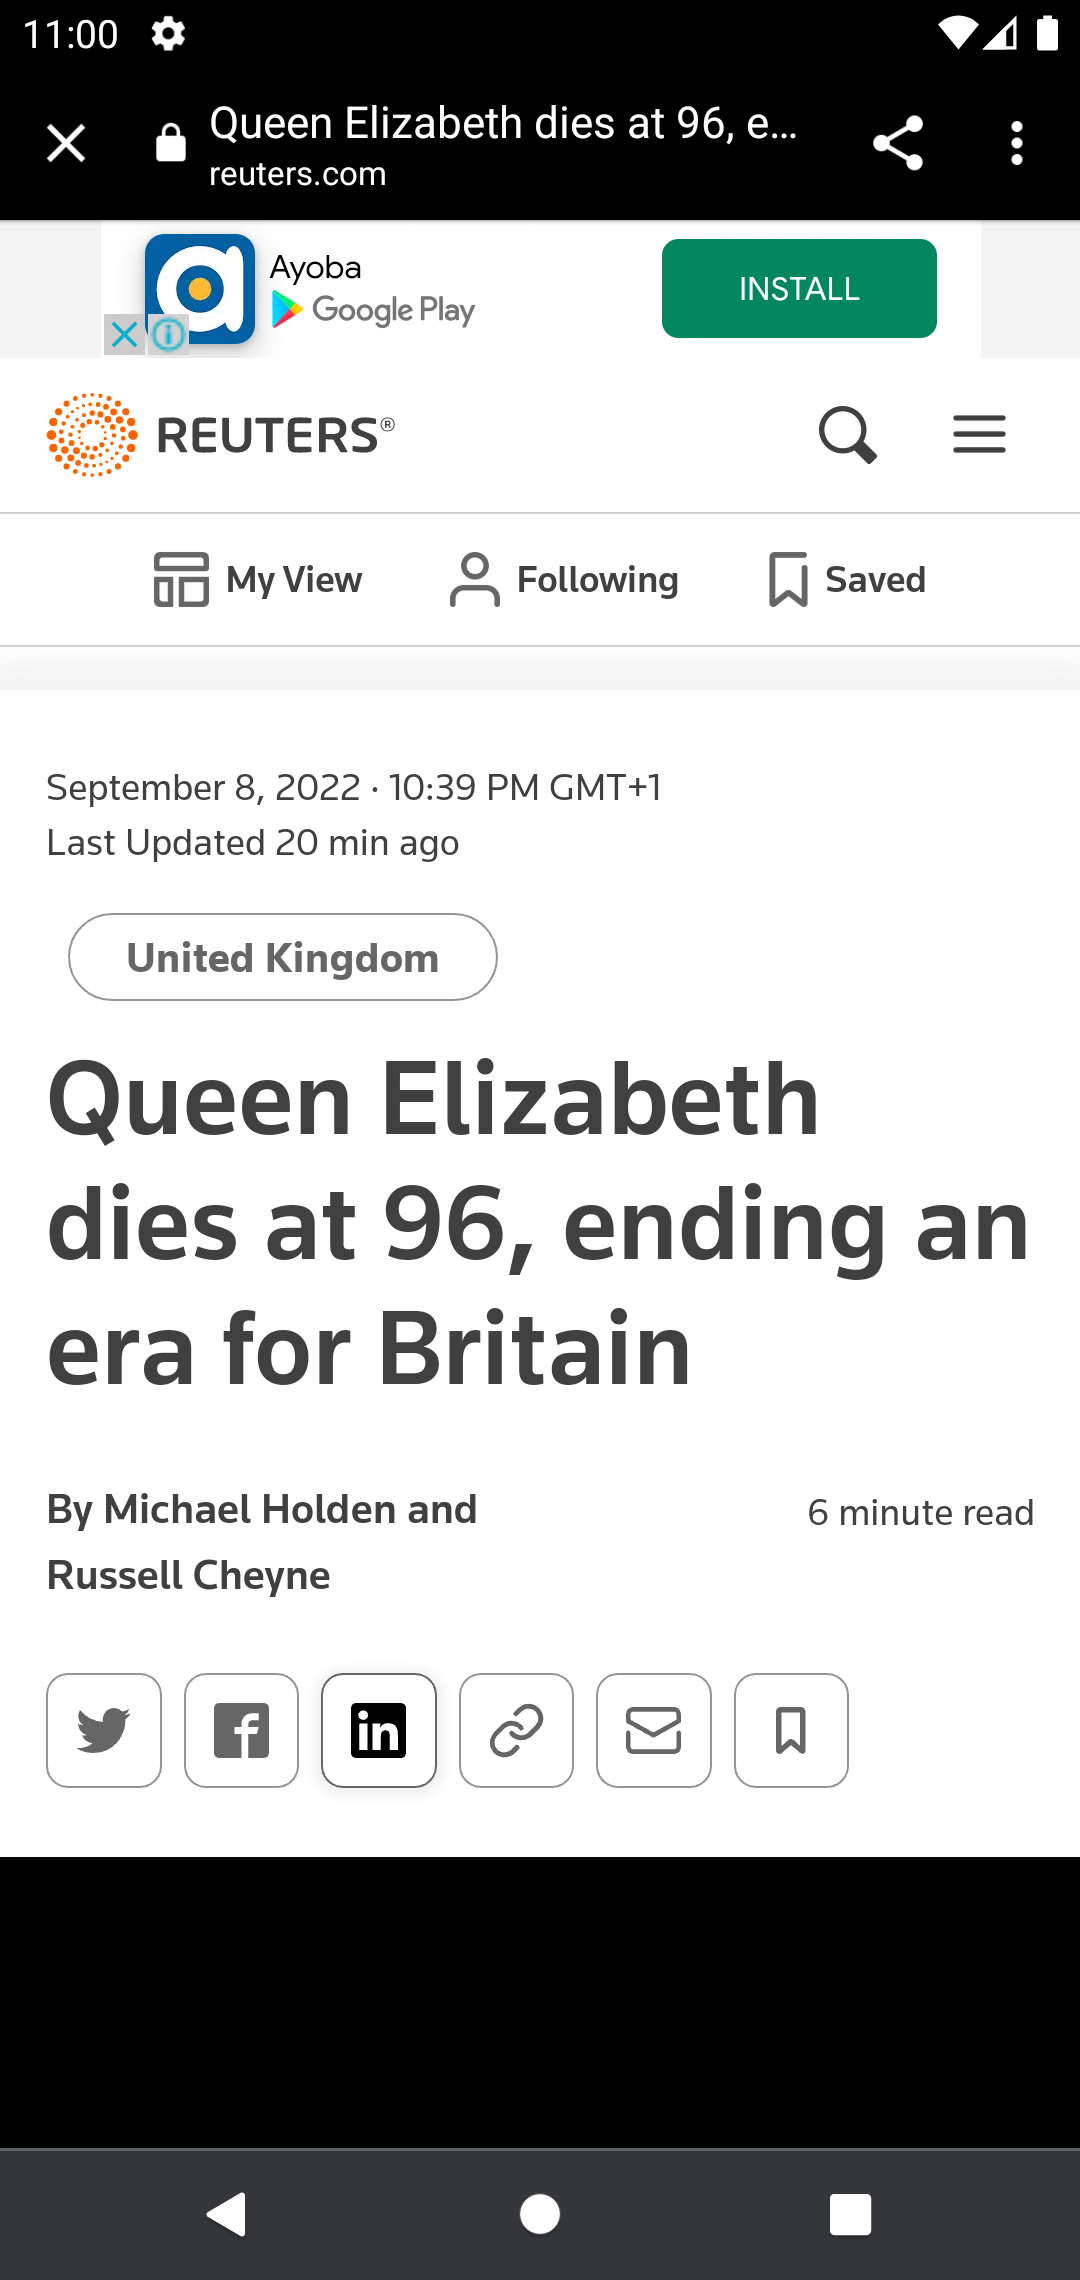 11:00
Queen Elizabeth dies at 96, e...
reuters.com
Ayoba
Google Play
INSTALL
REUTERS®
My View
Following
Saved
September 8, 2022 · 10:39 PM GMT+1
Last Updated 20 min ago
United Kingdom
Queen Elizabeth
dies at 96, ending an
era for Britain
By Michael Holden and
Russell Cheyne
6 minute read